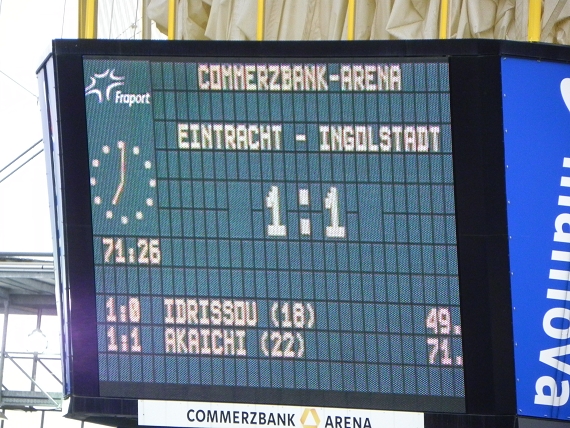 COMMERZBANK-ARENA
Fraport
EINTRACHT - INGOLSTADT
1:1
71:26
1:0 IDRISSOU (18) 49.
1:1 AKAICHI (22) 71.
COMMERZBANK ARENA
mainova